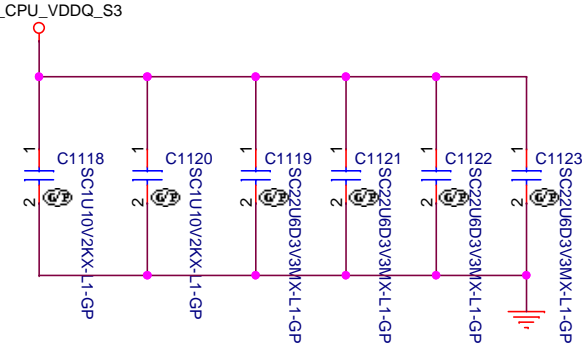 _CPU_VDDQ_S3
1
C1118
SC1U10V2KX-L1-GP
G/P
2
1
C1120
SC1U10V2KX-L1-GP
G/P
2
1
C1119
SC22U6D3V3MX-L1-GP
G/P
2
1
C1121
SC22U6D3V3MX-L1-GP
G/P
2
1
C1122
SC22U6D3V3MX-L1-GP
G/P
2
1
C1123
SC22U6D3V3MX-L1-GP
G/P
2